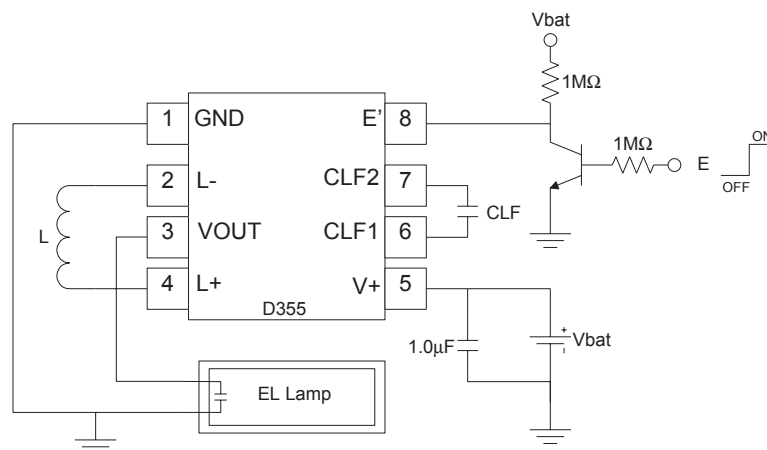 Vbat
1MΩ
1 GND
E' 8
1MΩ
E
ON
OFF
2 L-
CLF2 7
CLF
L
3 VOUT
CLF1 6
4 L+
V+ 5
D355
1.0µF
+
Vbat
-
EL Lamp